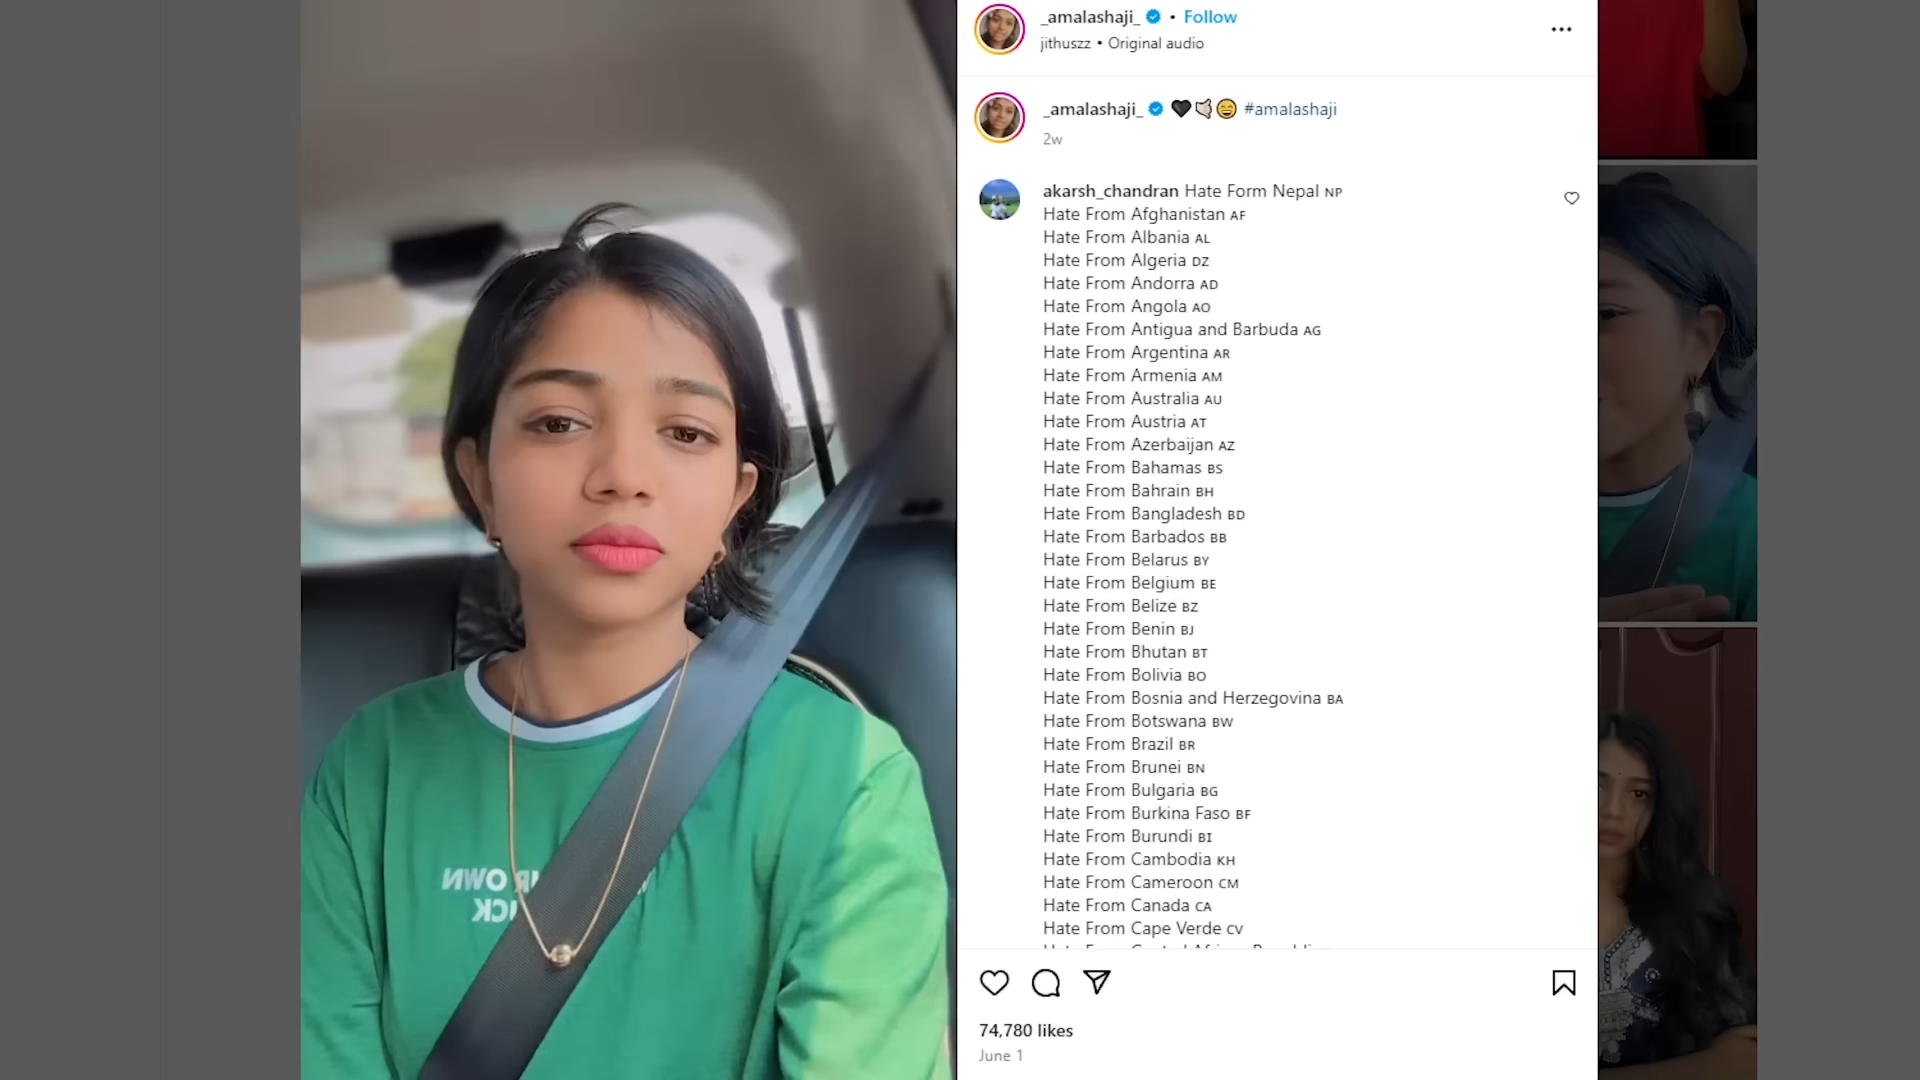 _amalashaji_ • Follow
jithuszz • Original audio
_amalashaji_ 🖤🤙🏻😄 #amalashaji
2w
akarsh_chandran Hate Form Nepal NP
Hate From Afghanistan AF
Hate From Albania AL
Hate From Algeria DZ
Hate From Andorra AD
Hate From Angola AO
Hate From Antigua and Barbuda AG
Hate From Argentina AR
Hate From Armenia AM
Hate From Australia AU
Hate From Austria AT
Hate From Azerbaijan AZ
Hate From Bahamas BS
Hate From Bahrain BH
Hate From Bangladesh BD
Hate From Barbados BB
Hate From Belarus BY
Hate From Belgium BE
Hate From Belize BZ
Hate From Benin BJ
Hate From Bhutan BT
Hate From Bolivia BO
Hate From Bosnia and Herzegovina BA
Hate From Botswana BW
Hate From Brazil BR
Hate From Brunei BN
Hate From Bulgaria BG
Hate From Burkina Faso BF
Hate From Burundi BI
Hate From Cambodia KH
Hate From Cameroon CM
Hate From Canada CA
Hate From Cape Verde CV
74,780 likes
June 1